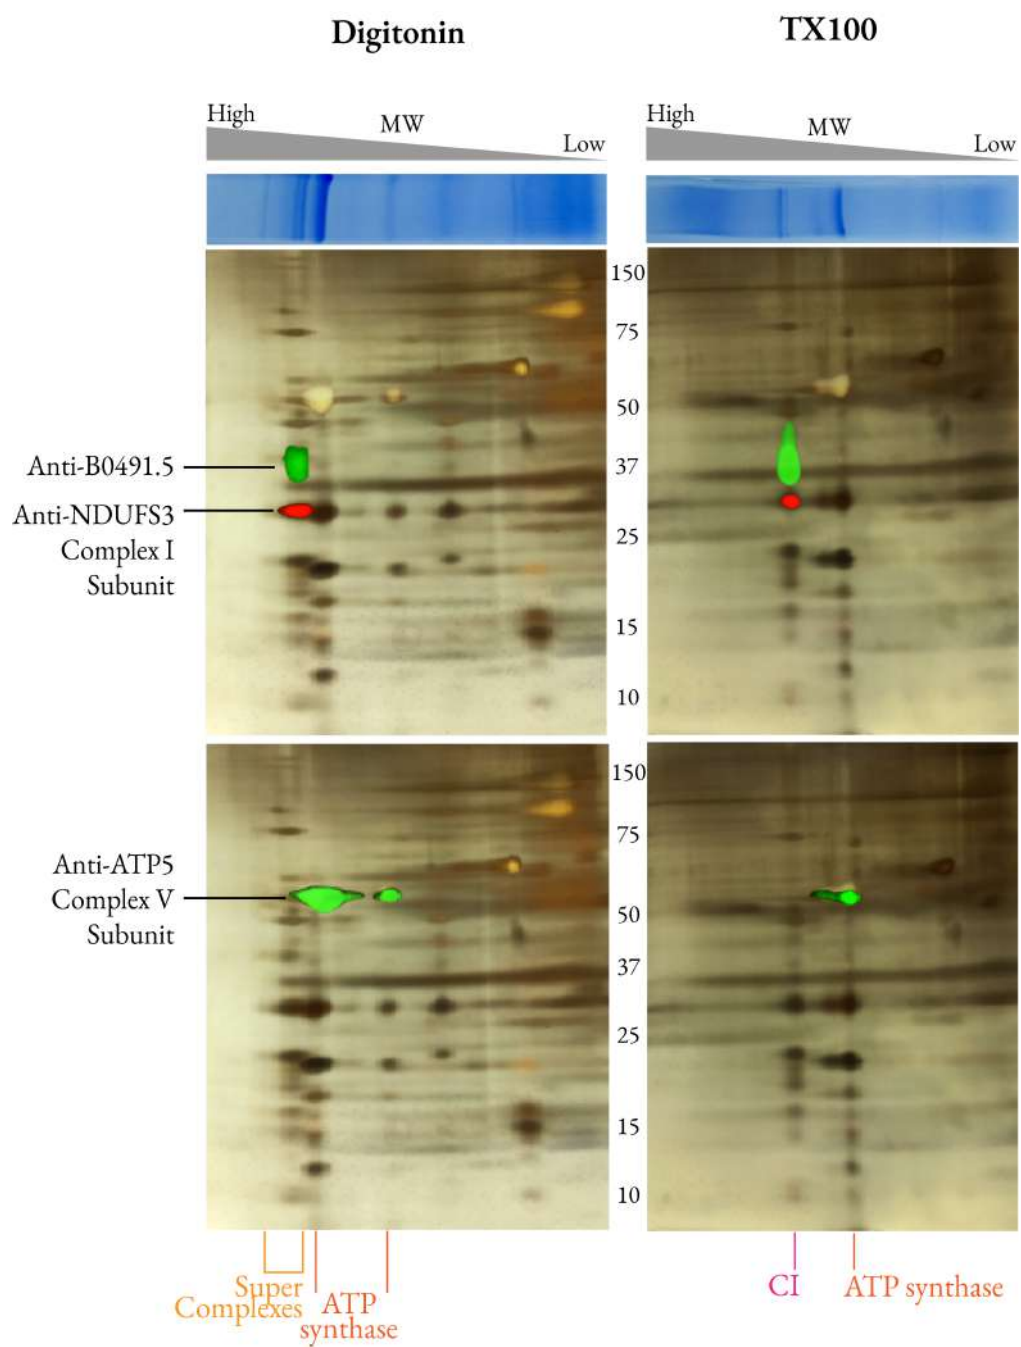 Digitonin
TX100
High
MW
Low
High
MW
Low
150
75
50
37
25
15
10
Anti-B0491.5
Anti-NDUFS3
Complex I
Subunit
150
75
50
37
25
15
10
Anti-ATP5
Complex V
Subunit
Super
Complexes
ATP
synthase
CI
ATP synthase